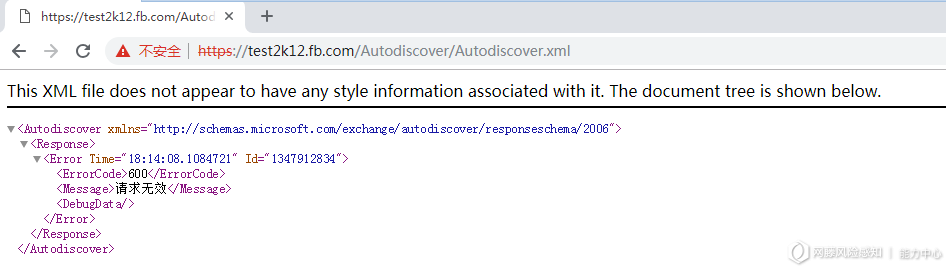 https://test2k12.fb.com/Autodis
不安全 | https://test2k12.fb.com/Autodiscover/Autodiscover.xml
This XML file does not appear to have any style information associated with it. The document tree is shown below.
▼<Autodiscover xmlns="http://schemas.microsoft.com/exchange/autodiscover/responseschema/2006">
▼<Response>
▼<Error Time="18:14:08.1084721" Id="1347912834">
<ErrorCode>600</ErrorCode>
<Message>请求无效</Message>
<DebugData/>
</Error>
</Response>
</Autodiscover>
网藤风险感知 | 能力中心